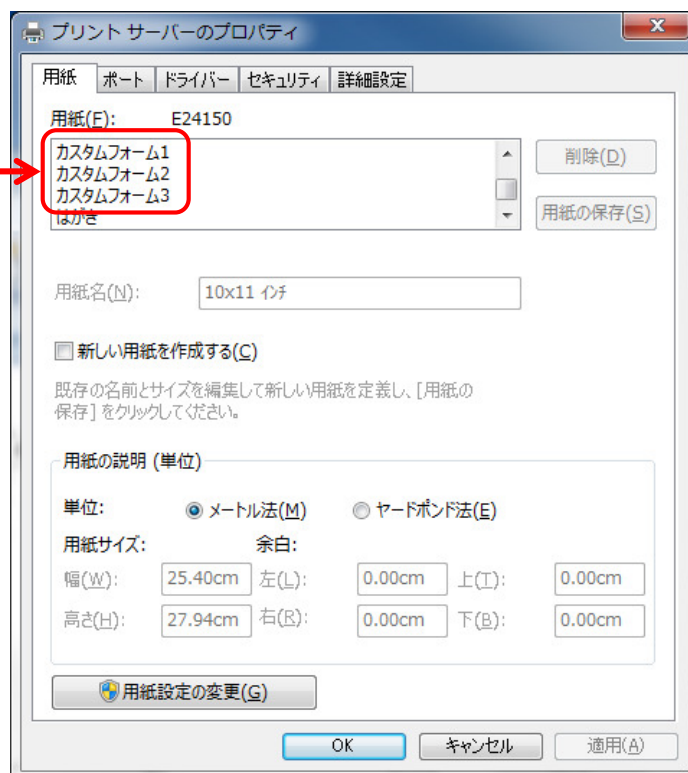 プリント サーバーのプロパティ
用紙 ポート ドライバー セキュリティ 詳細設定
用紙(F): E24150
カスタムフォーム1
カスタムフォーム2
カスタムフォーム3
はがき
削除(D)
用紙の保存(S)
用紙名(N): 10x11 インチ
新しい用紙を作成する(C)
既存の名前とサイズを編集して新しい用紙を定義し、[用紙の
保存] をクリックしてください。
用紙の説明 (単位)
単位: メートル法(M) ヤードポンド法(E)
用紙サイズ: 余白:
幅(W): 25.40cm 左(L): 0.00cm 上(T): 0.00cm
高さ(H): 27.94cm 右(R): 0.00cm 下(B): 0.00cm
用紙設定の変更(G)
OK キャンセル 適用(A)